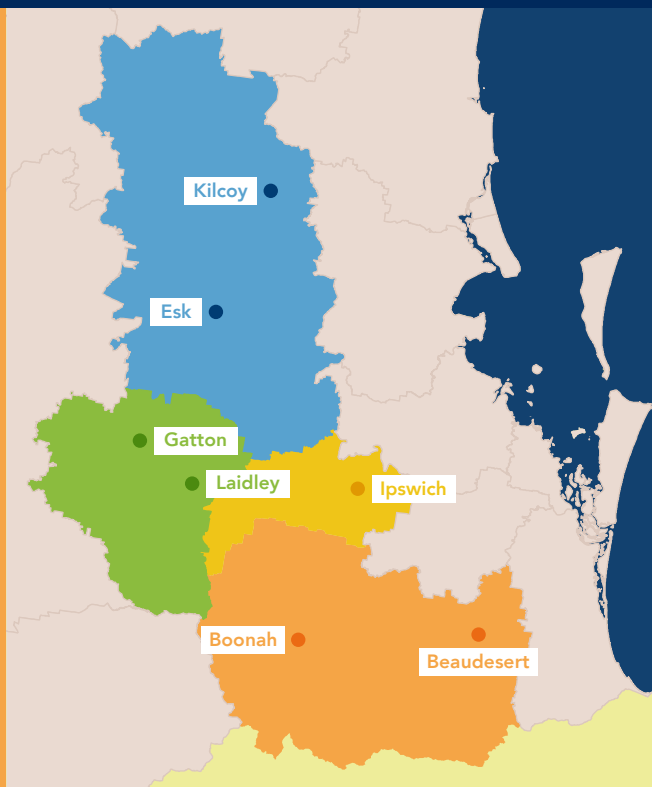 Kilcoy
Esk
Gatton
Laidley
Ipswich
Boonah
Beaudesert